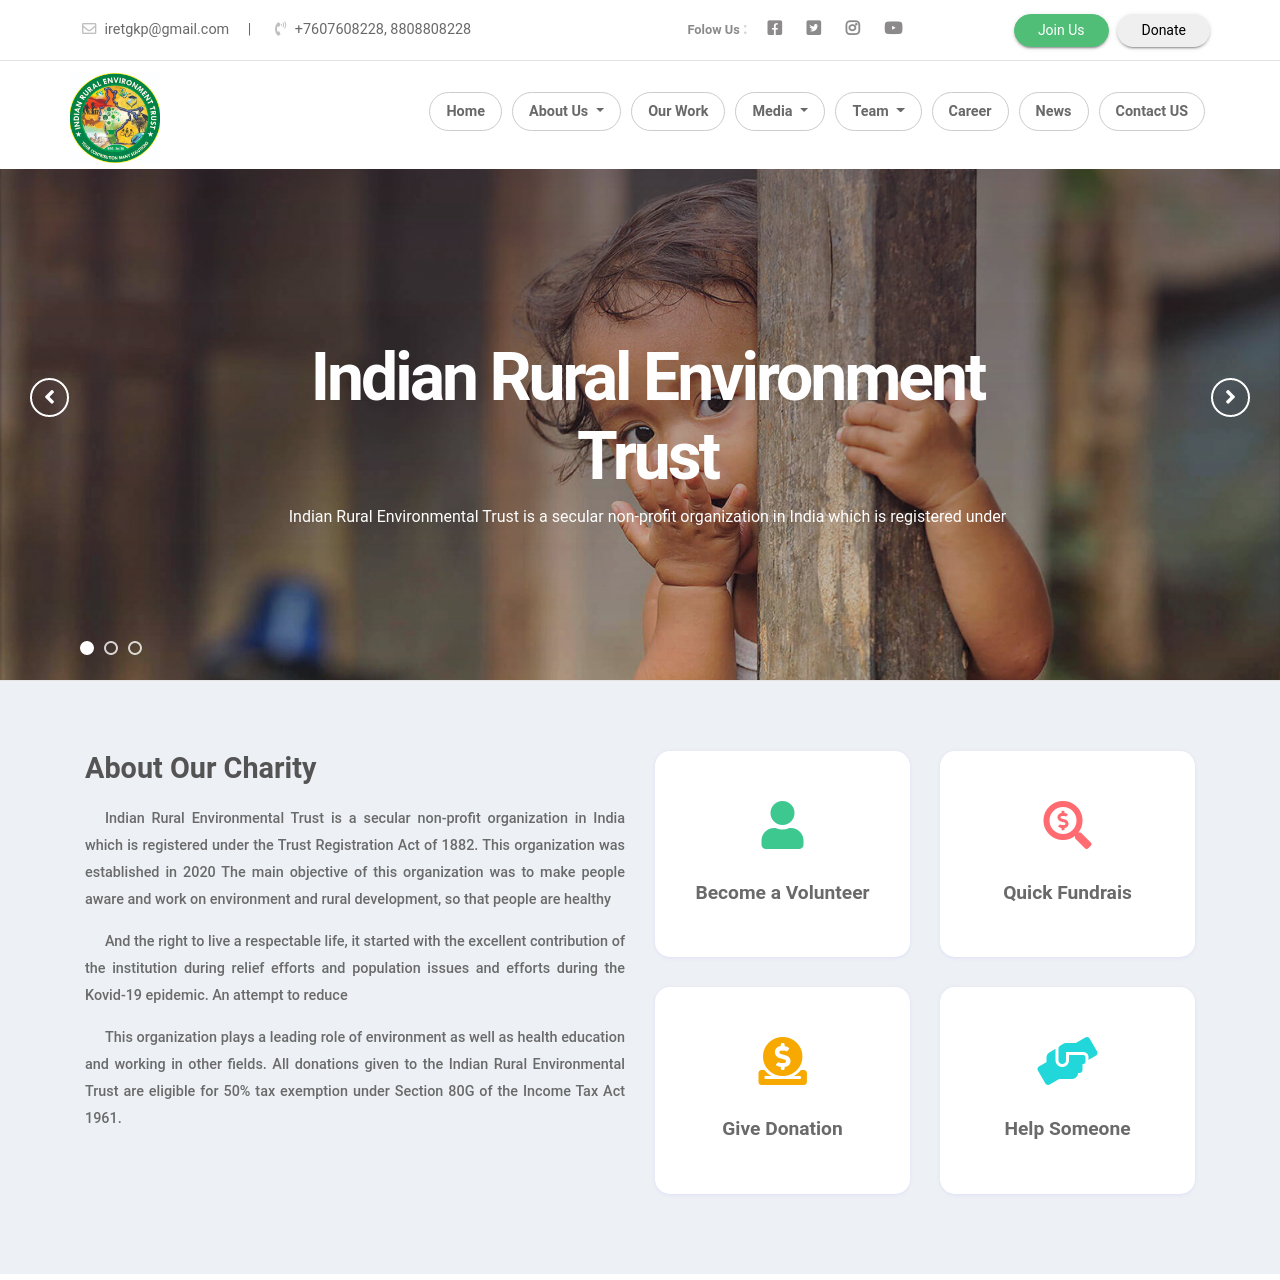 iretgkp@gmail.com | +7607608228, 8808808228 Folow Us : Join Us Donate
INDIAN RURAL ENVIRONMENT TRUST
Home About Us Our Work Media Team Career News Contact US
Indian Rural Environment
Trust
Indian Rural Environmental Trust is a secular non-profit organization in India which is registered under
About Our Charity
Indian Rural Environmental Trust is a secular non-profit organization in India
which is registered under the Trust Registration Act of 1882. This organization was
established in 2020 The main objective of this organization was to make people
aware and work on environment and rural development, so that people are healthy
And the right to live a respectable life, it started with the excellent contribution of
the institution during relief efforts and population issues and efforts during the
Kovid-19 epidemic. An attempt to reduce
This organization plays a leading role of environment as well as health education
and working in other fields. All donations given to the Indian Rural Environmental
Trust are eligible for 50% tax exemption under Section 80G of the Income Tax Act
1961.
Become a Volunteer
Quick Fundrais
Give Donation
Help Someone